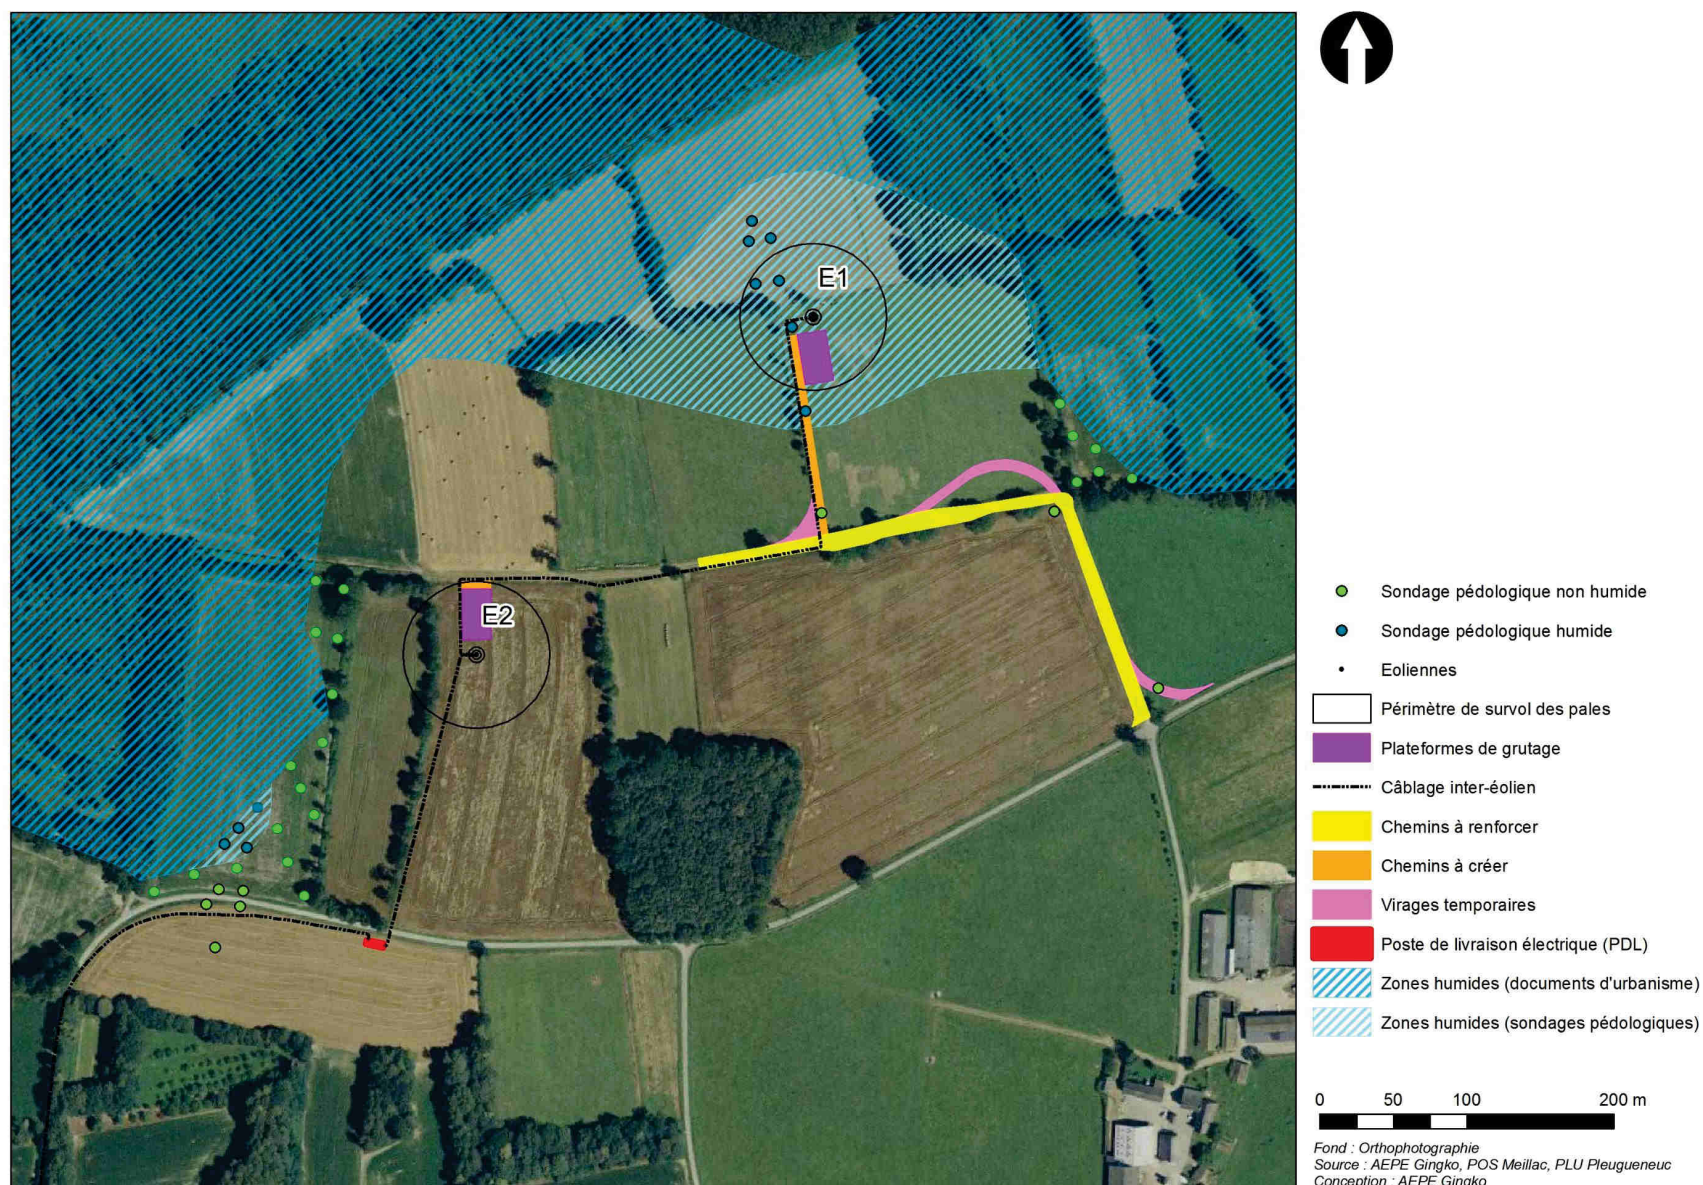 E1
E2
Sondage pédologique non humide
Sondage pédologique humide
Eoliennes
Périmètre de survol des pales
Plateformes de grutage
Câblage inter-éolien
Chemins à renforcer
Chemins à créer
Virages temporaires
Poste de livraison électrique (PDL)
Zones humides (documents d'urbanisme)
Zones humides (sondages pédologiques)
0 50 100 200 m
Fond : Orthophotographie
Source : AEPE Gingko, POS Meillac, PLU Pleugueneuc
Conception : AEPE Gingko